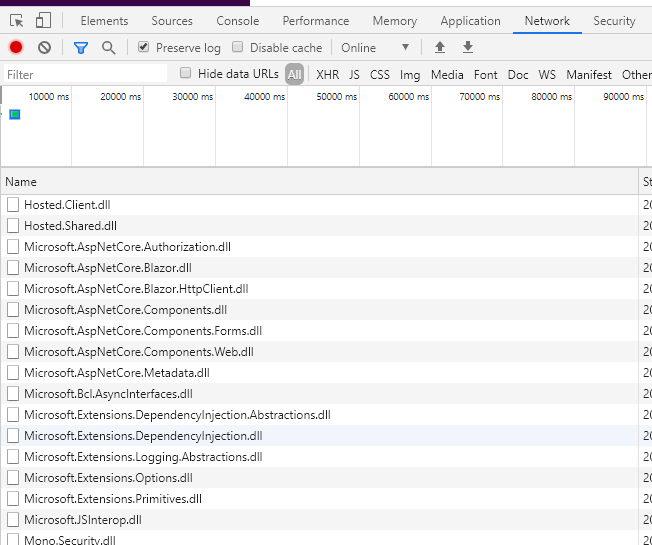 Elements Sources Console Performance Memory Application Network Security
Preserve log Disable cache Online
Filter Hide data URLs All XHR JS CSS Img Media Font Doc WS Manifest Other
10000 ms 20000 ms 30000 ms 40000 ms 50000 ms 60000 ms 70000 ms 80000 ms 90000 ms
Name St
Hosted.Client.dll 20
Hosted.Shared.dll 20
Microsoft.AspNetCore.Authorization.dll 20
Microsoft.AspNetCore.Blazor.dll 20
Microsoft.AspNetCore.Blazor.HttpClient.dll 20
Microsoft.AspNetCore.Components.dll 20
Microsoft.AspNetCore.Components.Forms.dll 20
Microsoft.AspNetCore.Components.Web.dll 20
Microsoft.AspNetCore.Metadata.dll 20
Microsoft.Bcl.AsyncInterfaces.dll 20
Microsoft.Extensions.DependencyInjection.Abstractions.dll 20
Microsoft.Extensions.DependencyInjection.dll 20
Microsoft.Extensions.Logging.Abstractions.dll 20
Microsoft.Extensions.Options.dll 20
Microsoft.Extensions.Primitives.dll 20
Microsoft.JSInterop.dll 20
Mono.Security.dll 20